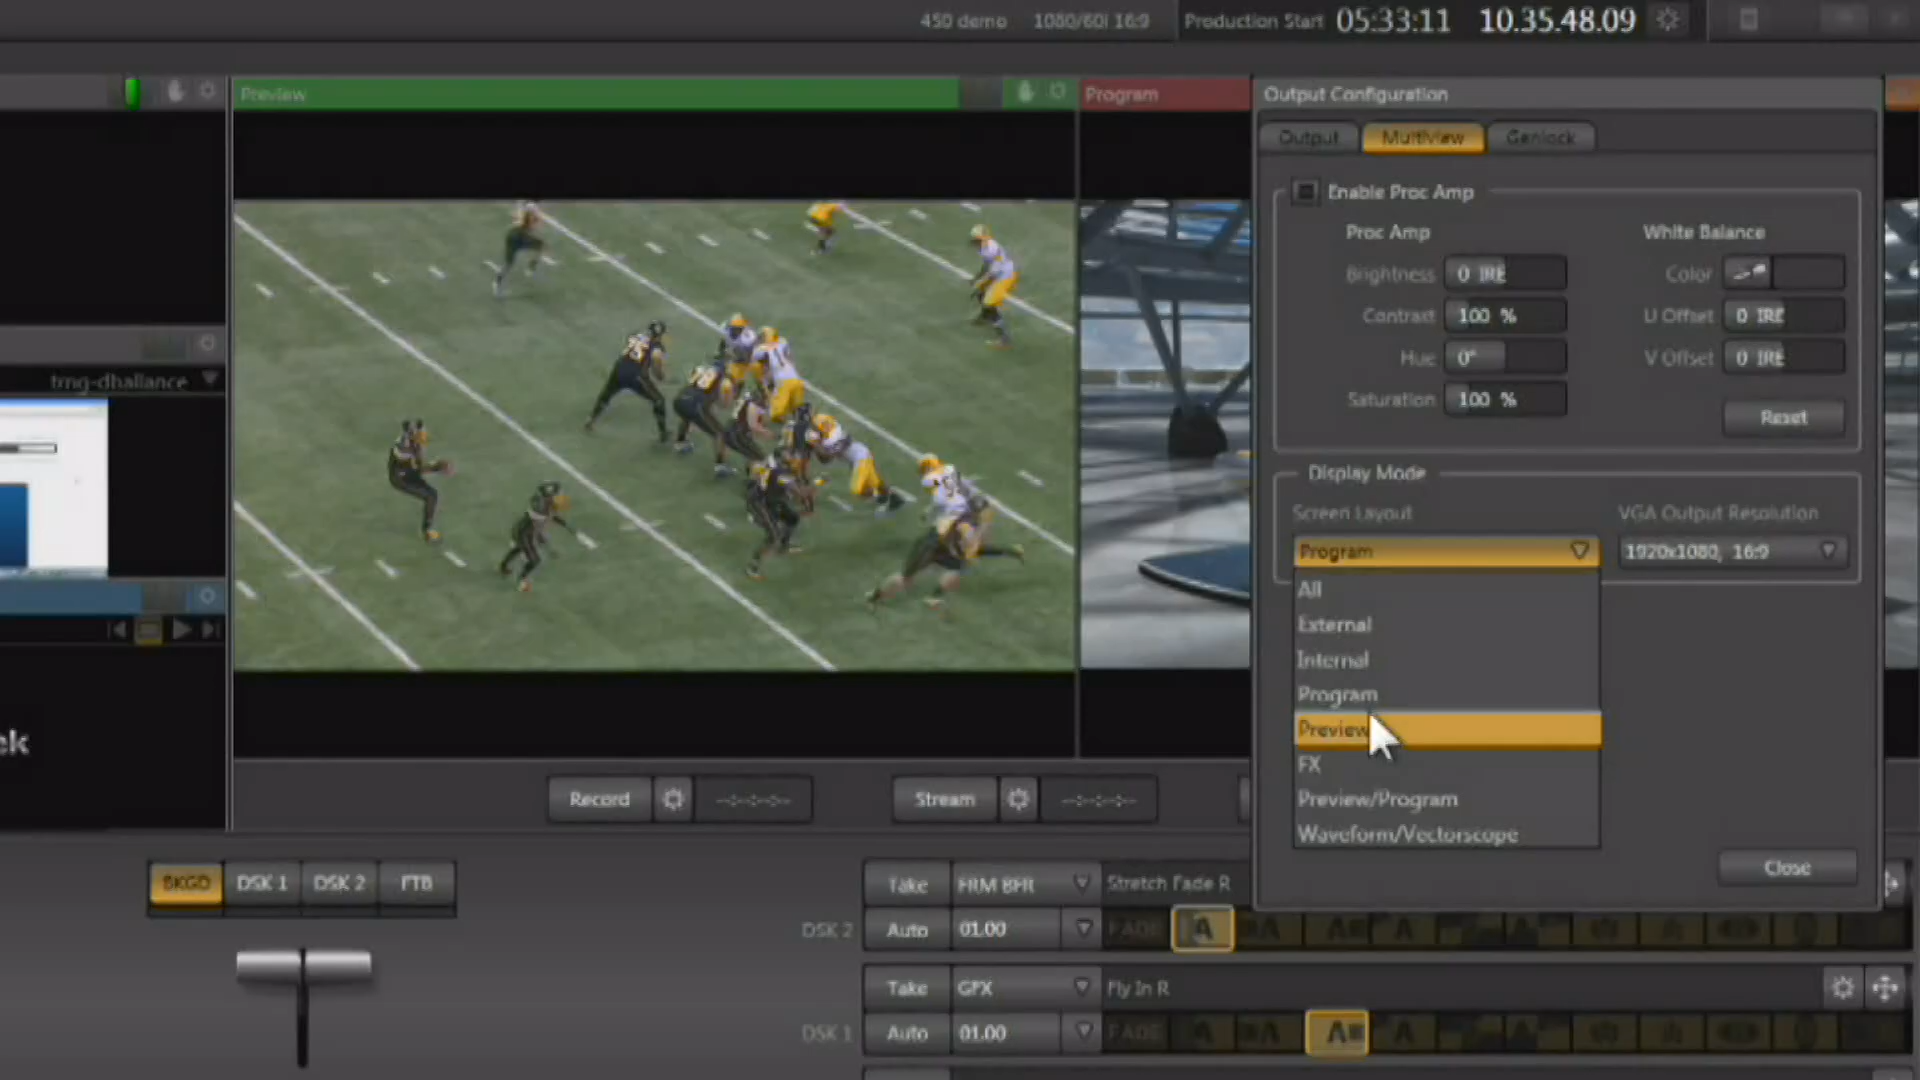 450 demo 1080/60i 16:9 Production Start 05:33:11 10.35.48.09
Preview
Program
Output Configuration
Output MultiView Genlock
Enable Proc Amp
Proc Amp White Balance
Brightness 0 IRE Color
Contrast 100 % U Offset 0 IRE
Hue 0° V Offset 0 IRE
Saturation 100 %
Reset
trng-dhallance
Display Mode
Screen Layout VGA Output Resolution
Program 1920x1080, 16:9
All
External
Internal
Program
Preview
FX
Preview/Program
Waveform/Vectorscope
Close
ek
Record --:--:--:-- Stream --:--:--:--
BKGD DSK 1 DSK 2 FTB
Take FRM BFR Stretch Fade R
DSK 2 Auto 01.00 FADE
Take GFX Fly In R
DSK 1 Auto 01.00 FADE